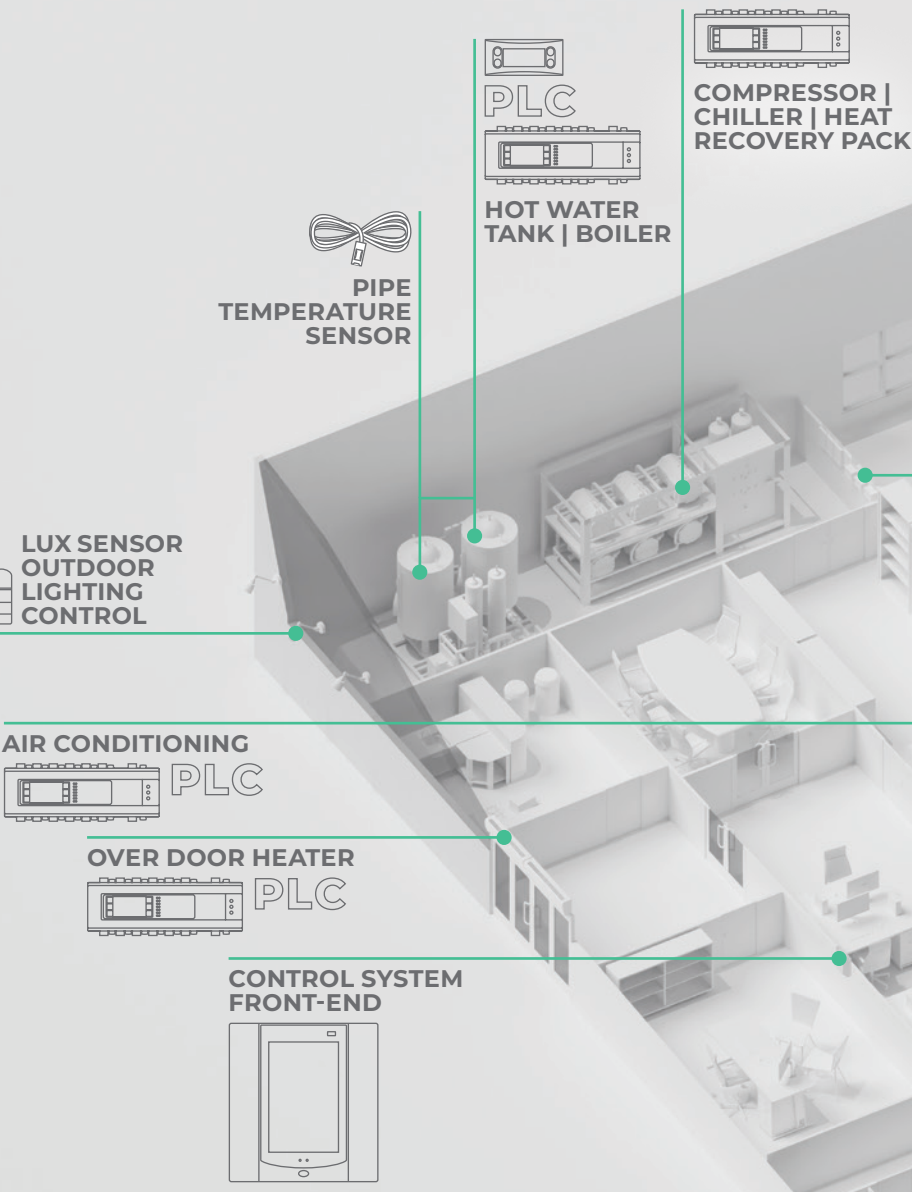 PLC
COMPRESSOR |
CHILLER | HEAT
RECOVERY PACK
HOT WATER
TANK | BOILER
PIPE
TEMPERATURE
SENSOR
LUX SENSOR
OUTDOOR
LIGHTING
CONTROL
AIR CONDITIONING
PLC
OVER DOOR HEATER
PLC
CONTROL SYSTEM
FRONT-END